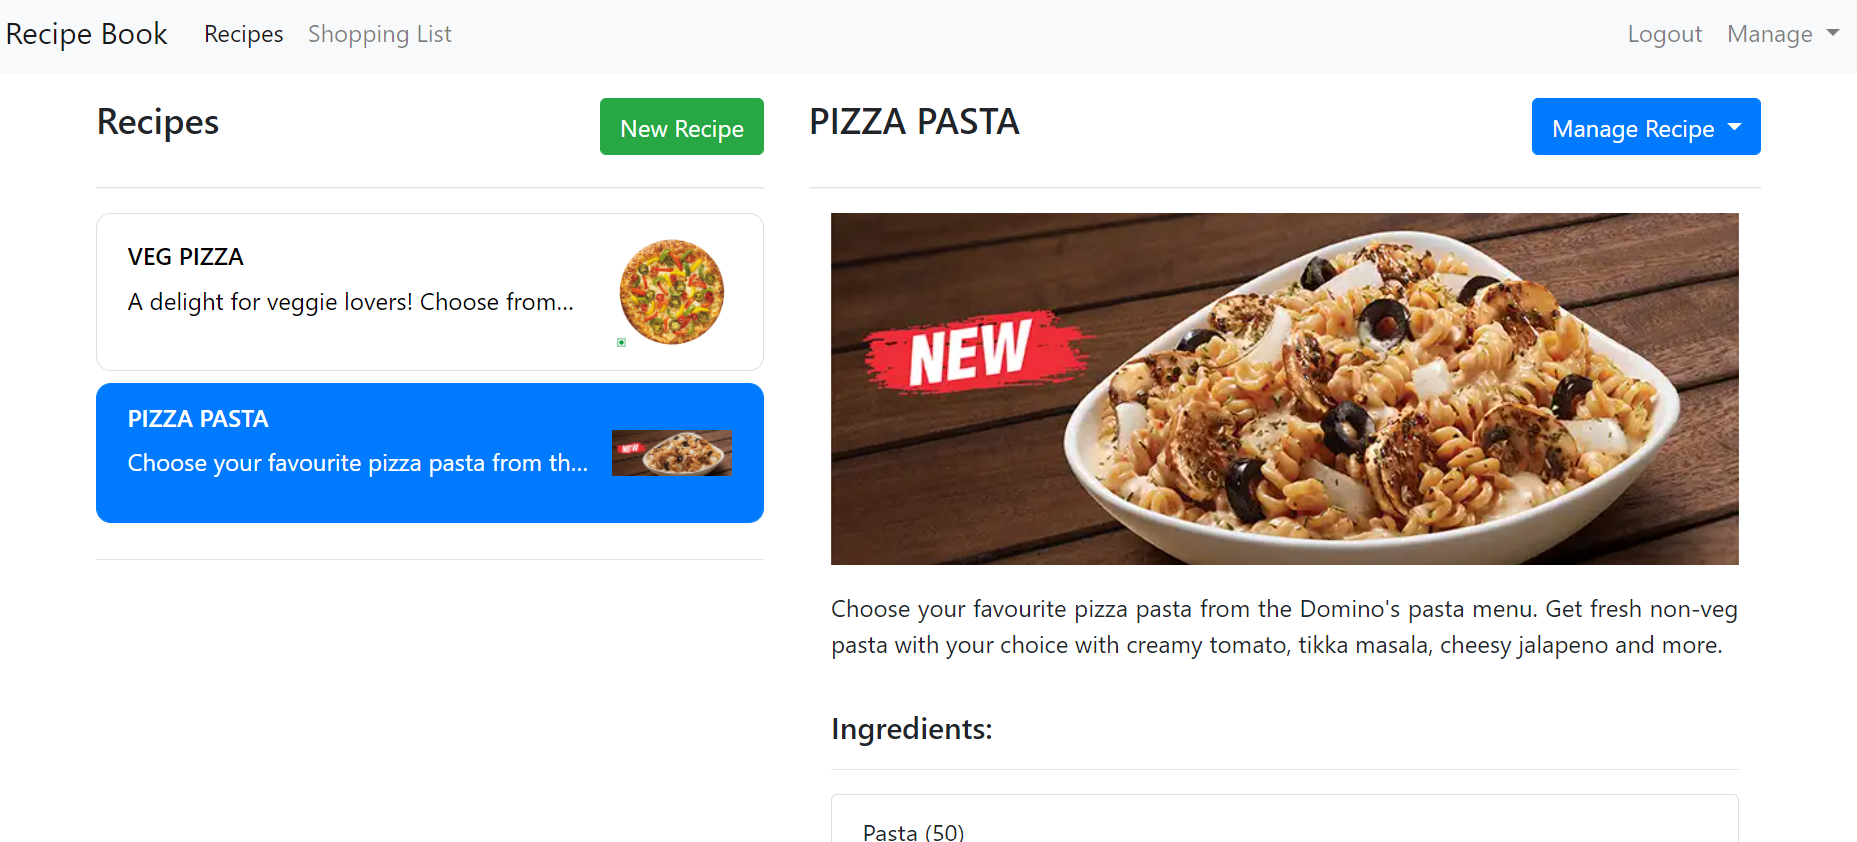 Recipe Book
Recipes
Shopping List
Logout
Manage
Recipes
New Recipe
VEG PIZZA
A delight for veggie lovers! Choose from...
PIZZA PASTA
Choose your favourite pizza pasta from th...
NEW
PIZZA PASTA
Manage Recipe
NEW
Choose your favourite pizza pasta from the Domino's pasta menu. Get fresh non-veg
pasta with your choice with creamy tomato, tikka masala, cheesy jalapeno and more.
Ingredients:
Pasta (50)